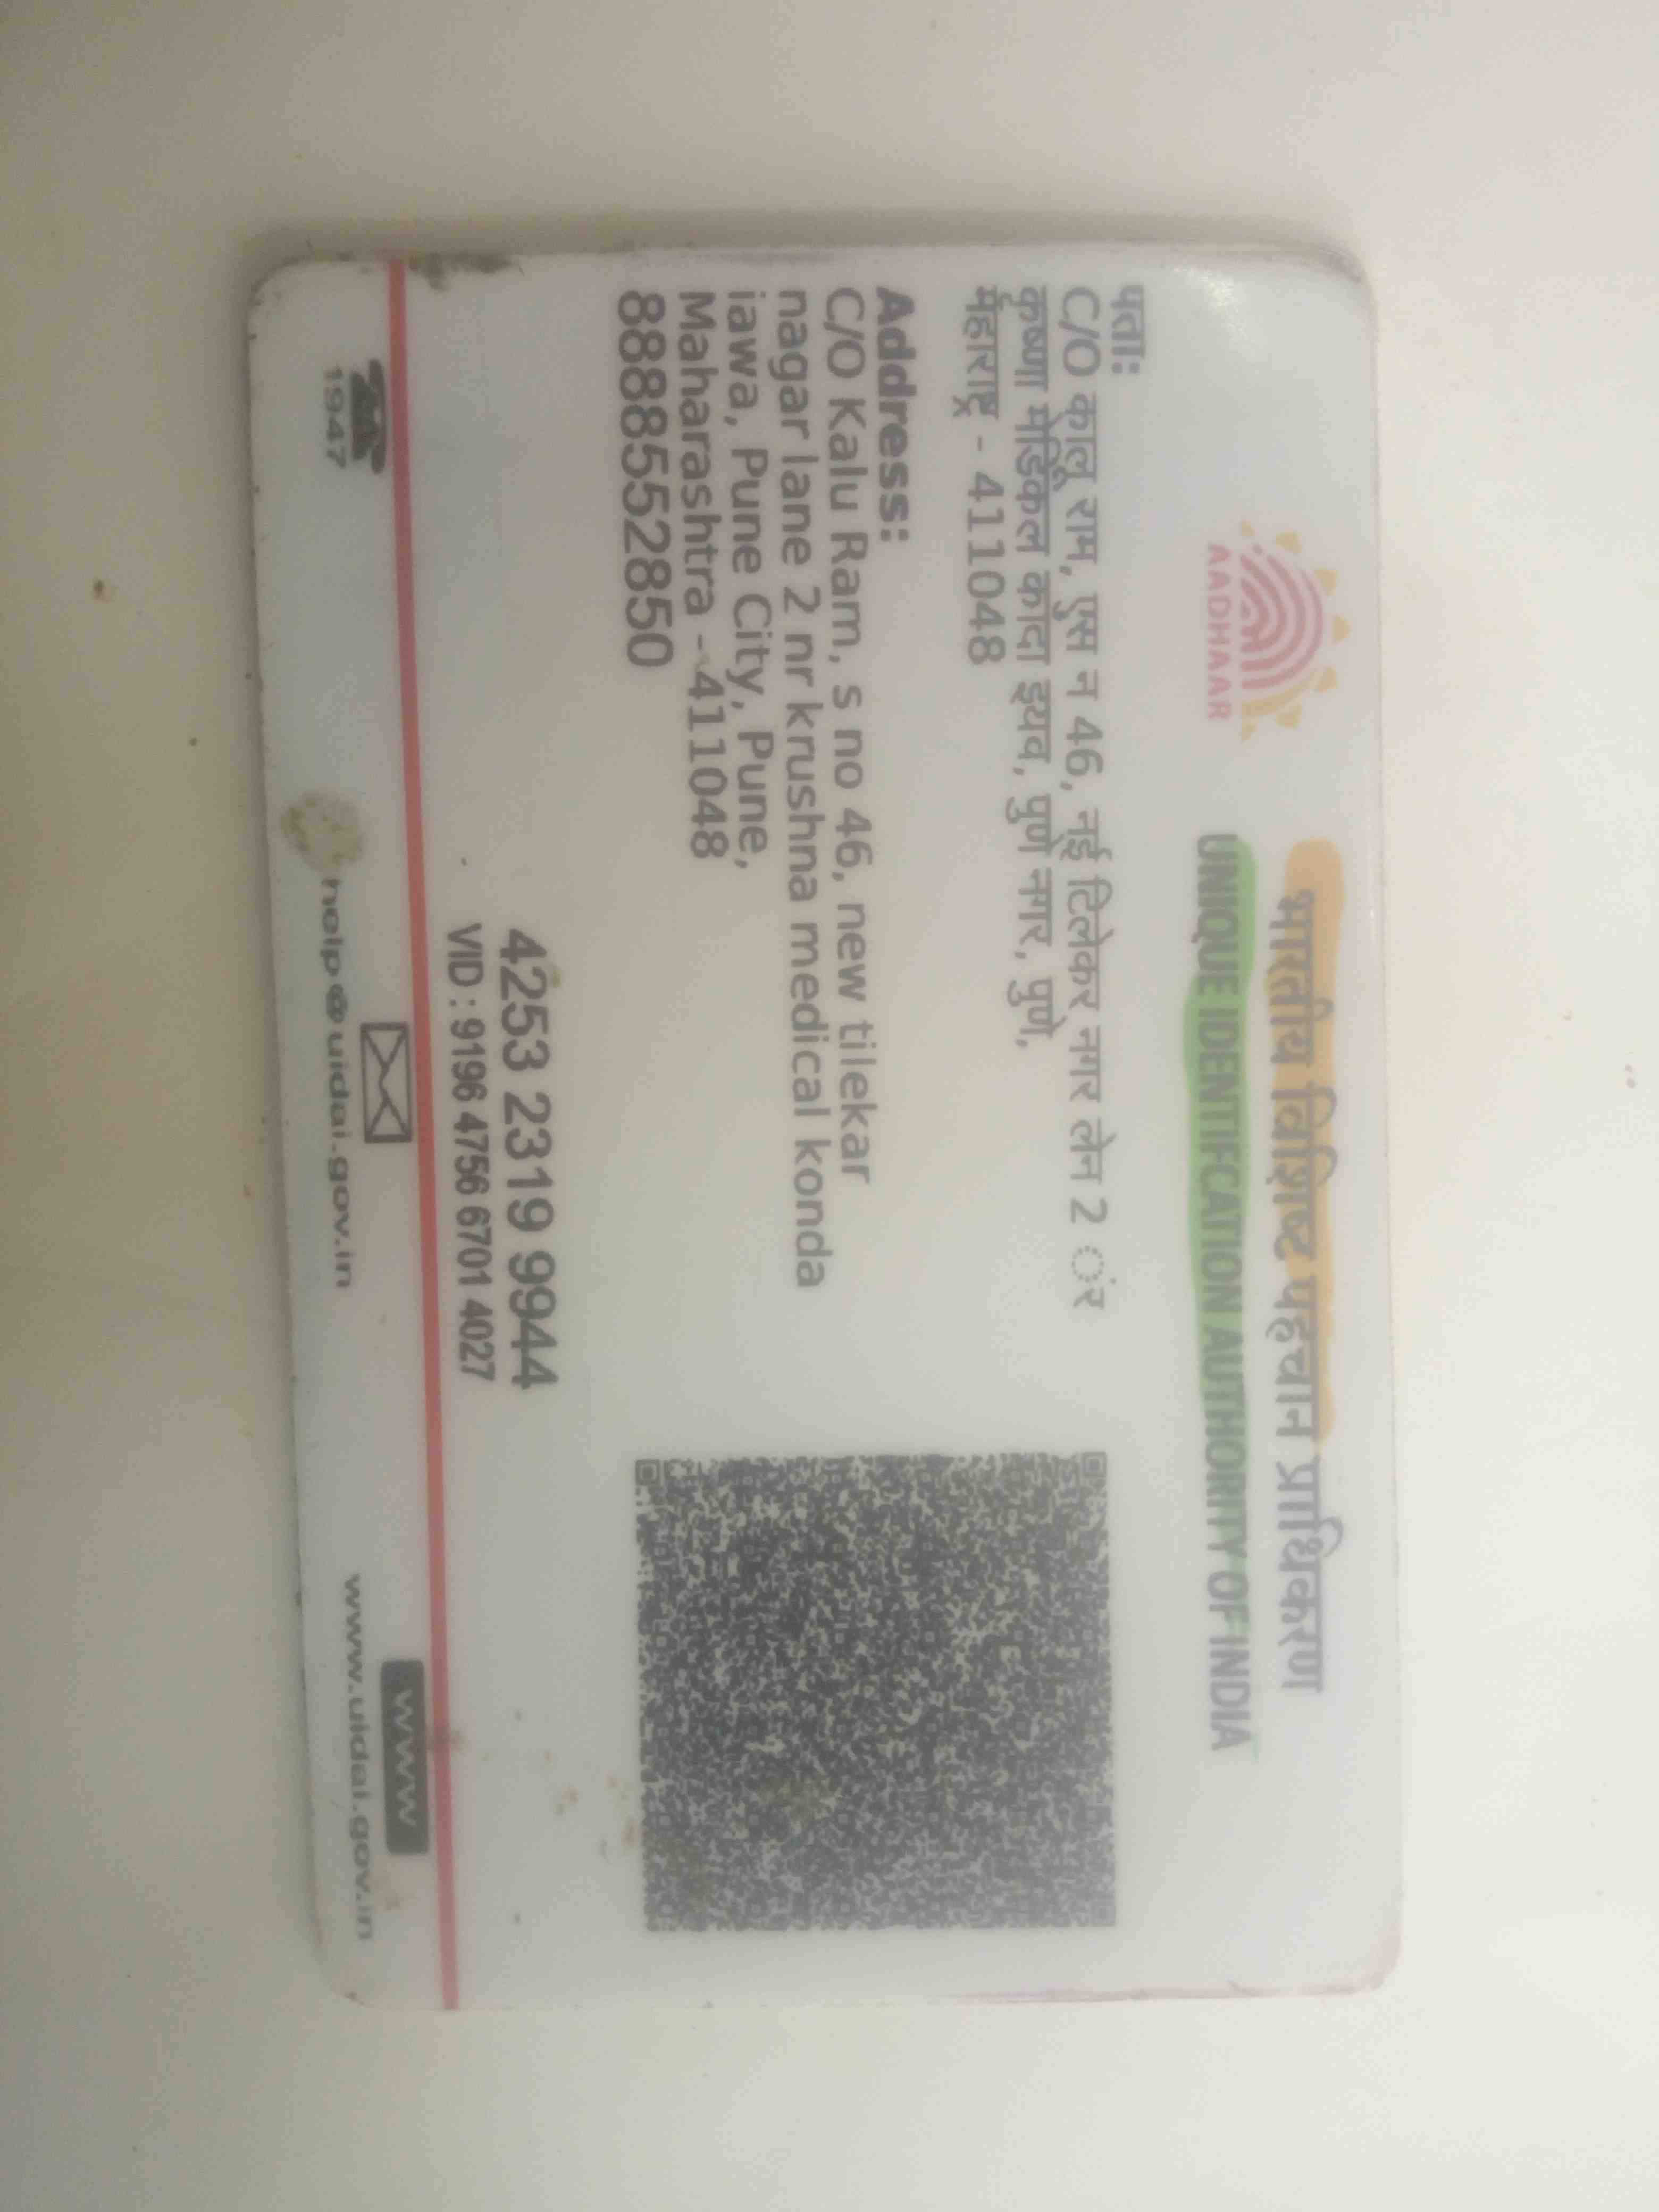 भारतीय विशिष्ट पहचान प्राधिकरण
UNIQUE IDENTIFICATION AUTHORITY OF INDIA
AADHAAR
पता:
C/O कालु राम, एुस न 46, नई टिलेकर नगर लेन 2 ंर
कृष्णा मेडिकल कोंदा इयव, पुणे नगर, पुणे,
महाराष्ट्र - 411048
Address:
C/O Kalu Ram, s no 46, new tilekar
nagar lane 2 nr krushna medical konda
iawa, Pune City, Pune,
Maharashtra - 411048
8888552850
4253 2319 9944
VID : 9196 4756 6701 4027
1947
help@uidai.gov.in
www
www.uidai.gov.in